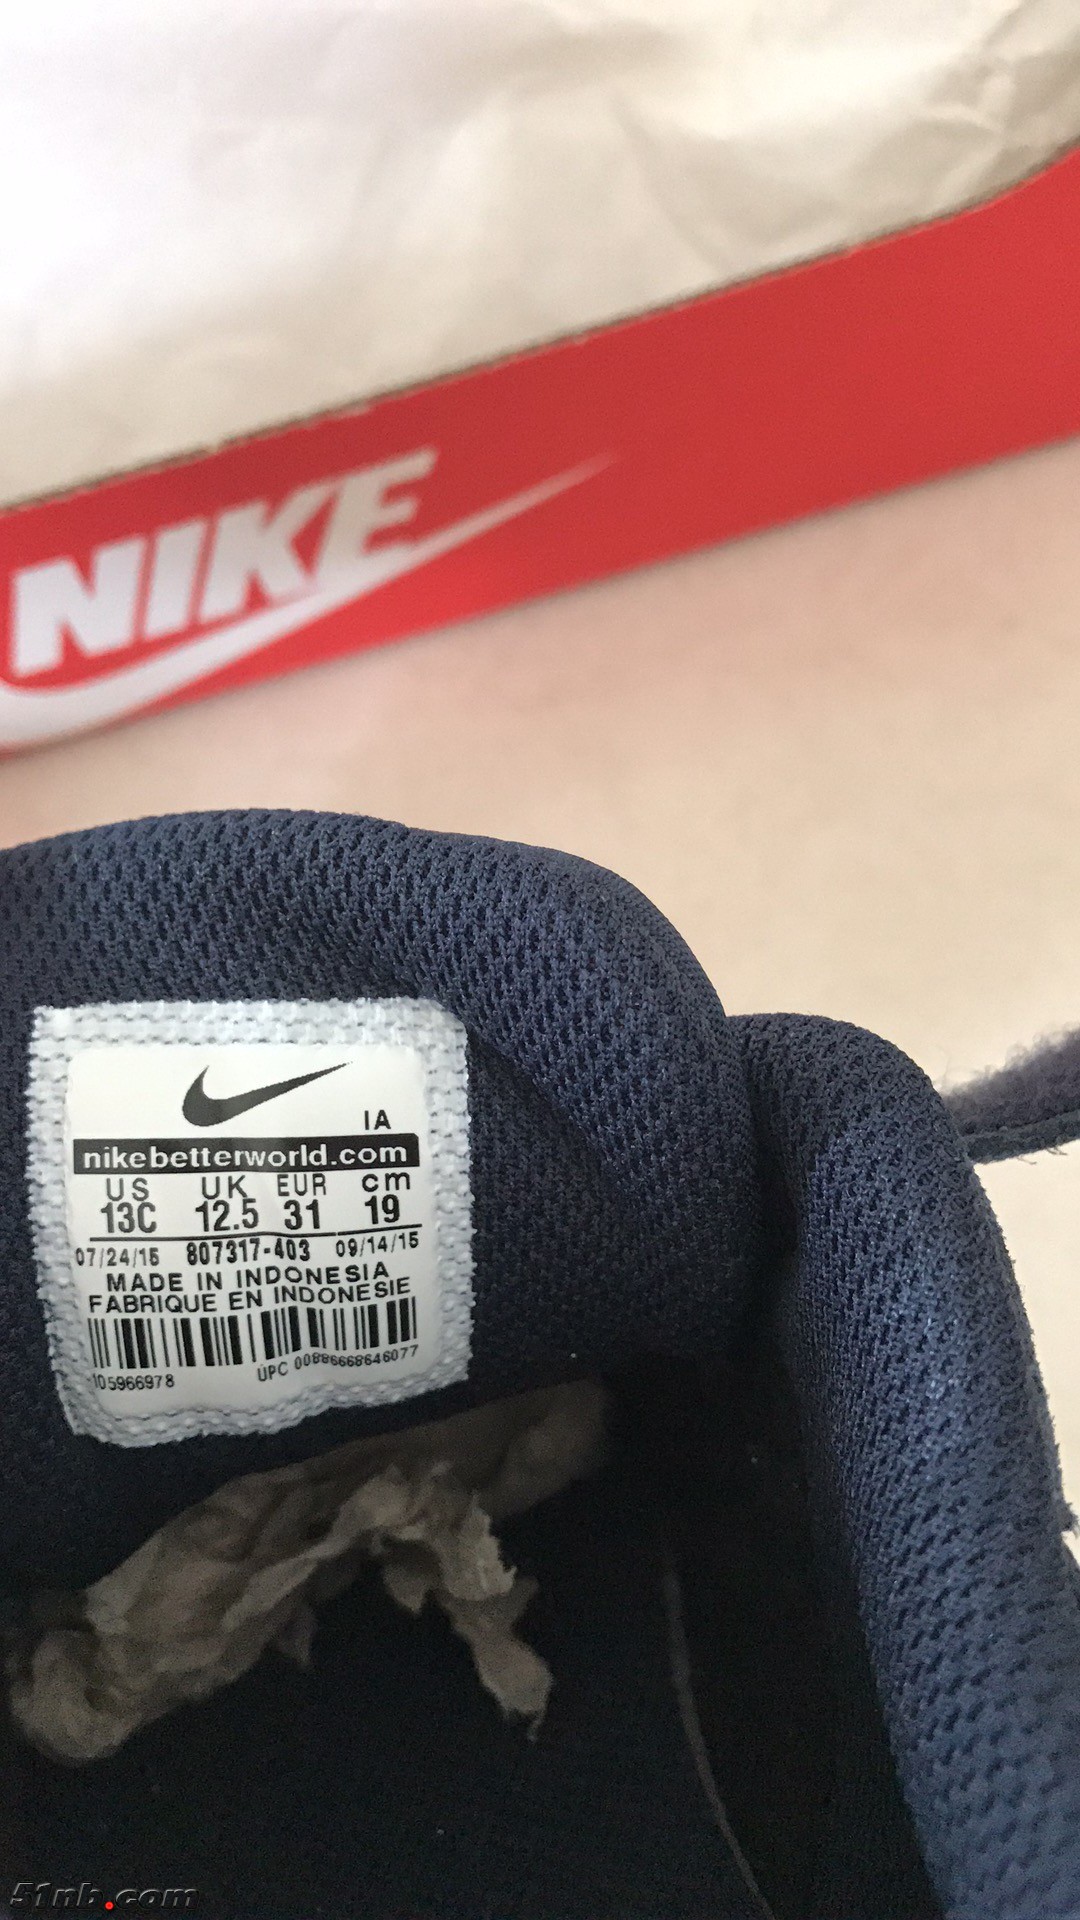 NIKE
IA
nikebetterworld.com
US UK EUR cm
13C 12.5 31 19
07/24/15 807317-403 09/14/15
MADE IN INDONESIA
FABRIQUE EN INDONESIE
105966978 UPC 00886668646077
51nb.com